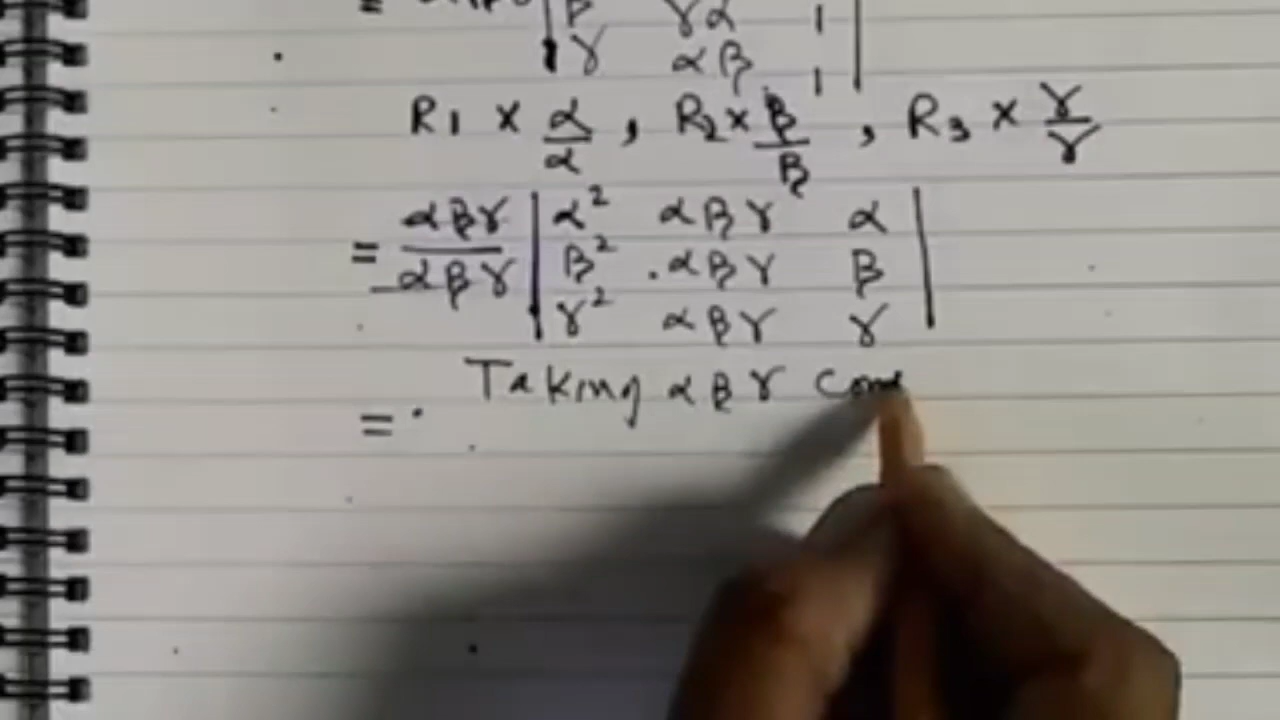 β γα 1
γ αβ 1
R1 × α/α , R2 × β/β , R3 × γ/γ
= αβγ/αβγ | α² αβγ α |
| β² . αβγ β |
| γ² αβγ γ |
Taking αβγ
=